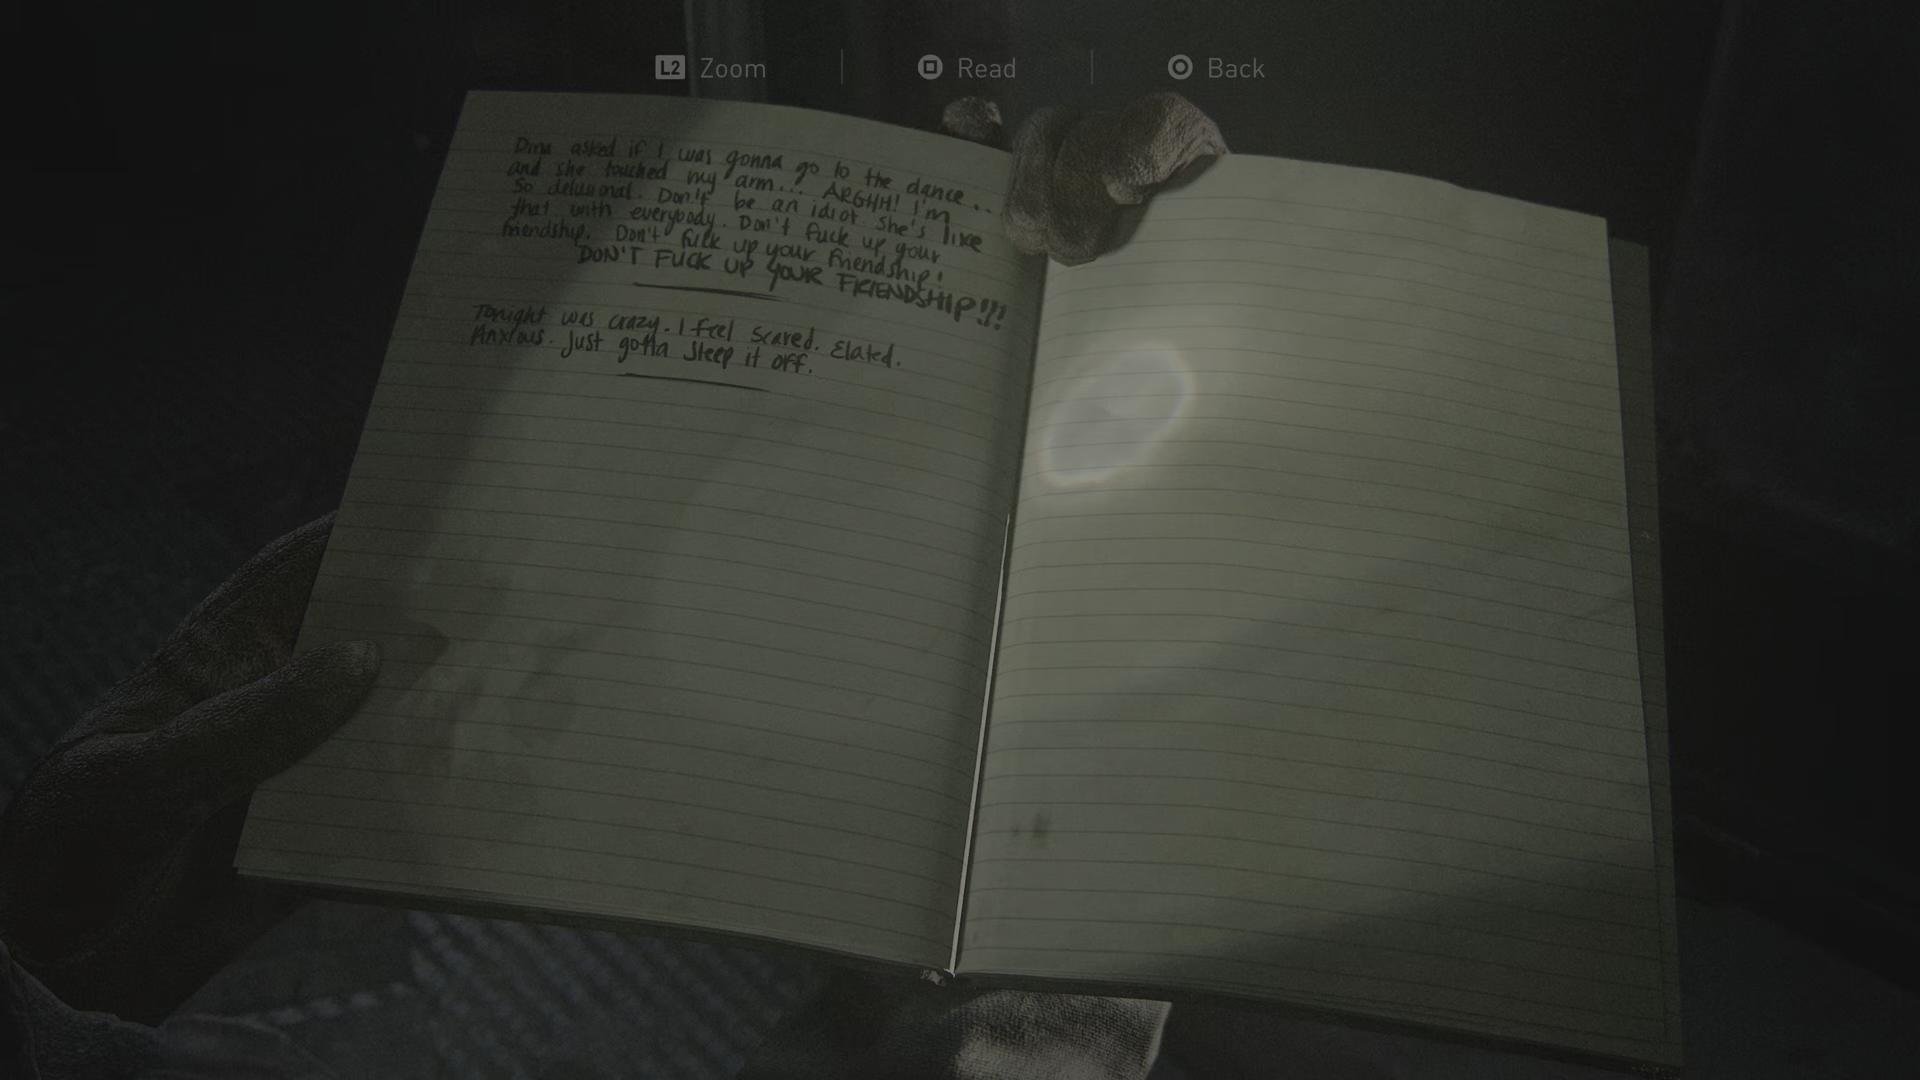 L2 Zoom
Read
Back
Dina asked if I was gonna go to the dance...
and she touched my arm... ARGHH! I'm
so delusional. Don't be an idiot. She's like
that with everybody. Don't fuck up your
friendship. Don't fuck up your friendship!
DON'T FUCK UP YOUR FRIENDSHIP!!!
Tonight was crazy. I feel scared. Elated.
Anxious. Just gotta sleep it off.